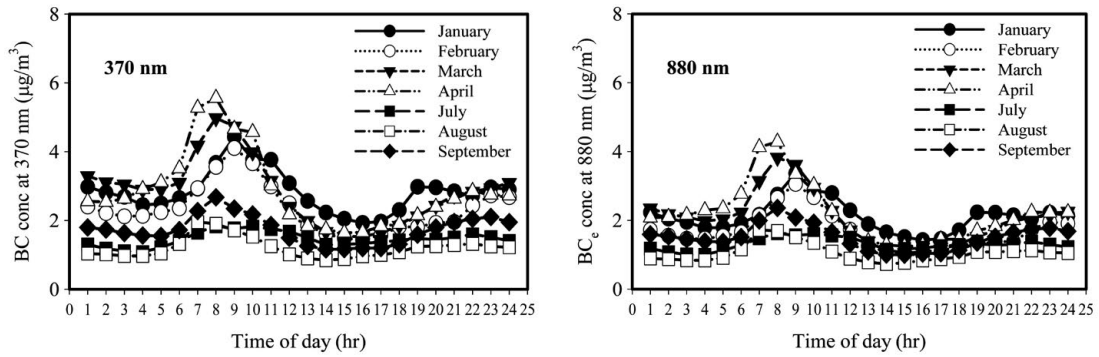 8
6
4
2
0
BC conc at 370 nm (μg/m³)
370 nm
January
February
March
April
July
August
September
0 1 2 3 4 5 6 7 8 9 10 11 12 13 14 15 16 17 18 19 20 21 22 23 24 25
Time of day (hr)
8
6
4
2
0
BCₑ conc at 880 nm (μg/m³)
880 nm
January
February
March
April
July
August
September
0 1 2 3 4 5 6 7 8 9 10 11 12 13 14 15 16 17 18 19 20 21 22 23 24 25
Time of day (hr)